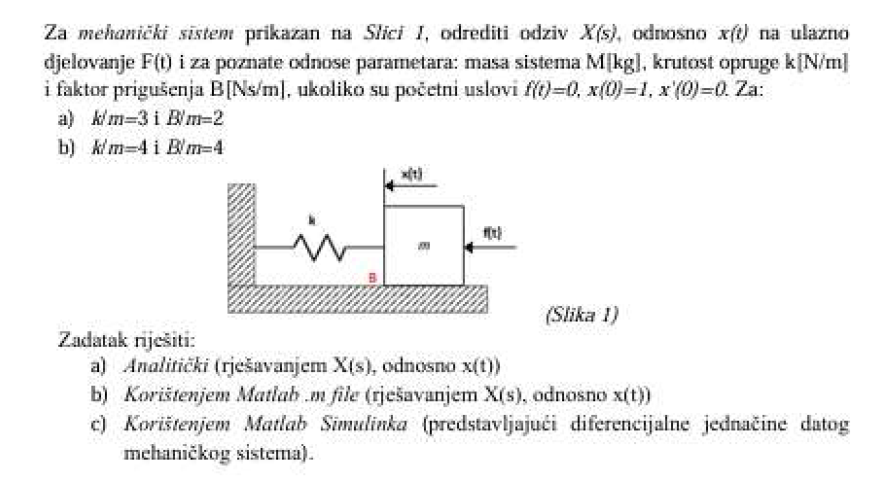 Za mehanički sistem prikazan na Slici 1, odrediti odziv X(s), odnosno x(t) na ulazno
djelovanje F(t) i za poznate odnose parametara: masa sistema M[kg], krutost opruge k[N/m]
i faktor prigušenja B[Ns/m], ukoliko su početni uslovi f(t)=0, x(0)=1, x'(0)=0. Za:
a) k/m=3 i B/m=2
b) k/m=4 i B/m=4
x(t)
k
f(t)
m
B
(Slika 1)
Zadatak riješiti:
a) Analitički (rješavanjem X(s), odnosno x(t))
b) Korištenjem Matlab .m file (rješavanjem X(s), odnosno x(t))
c) Korištenjem Matlab Simulinka (predstavljajući diferencijalne jednačine datog
mehaničkog sistema).